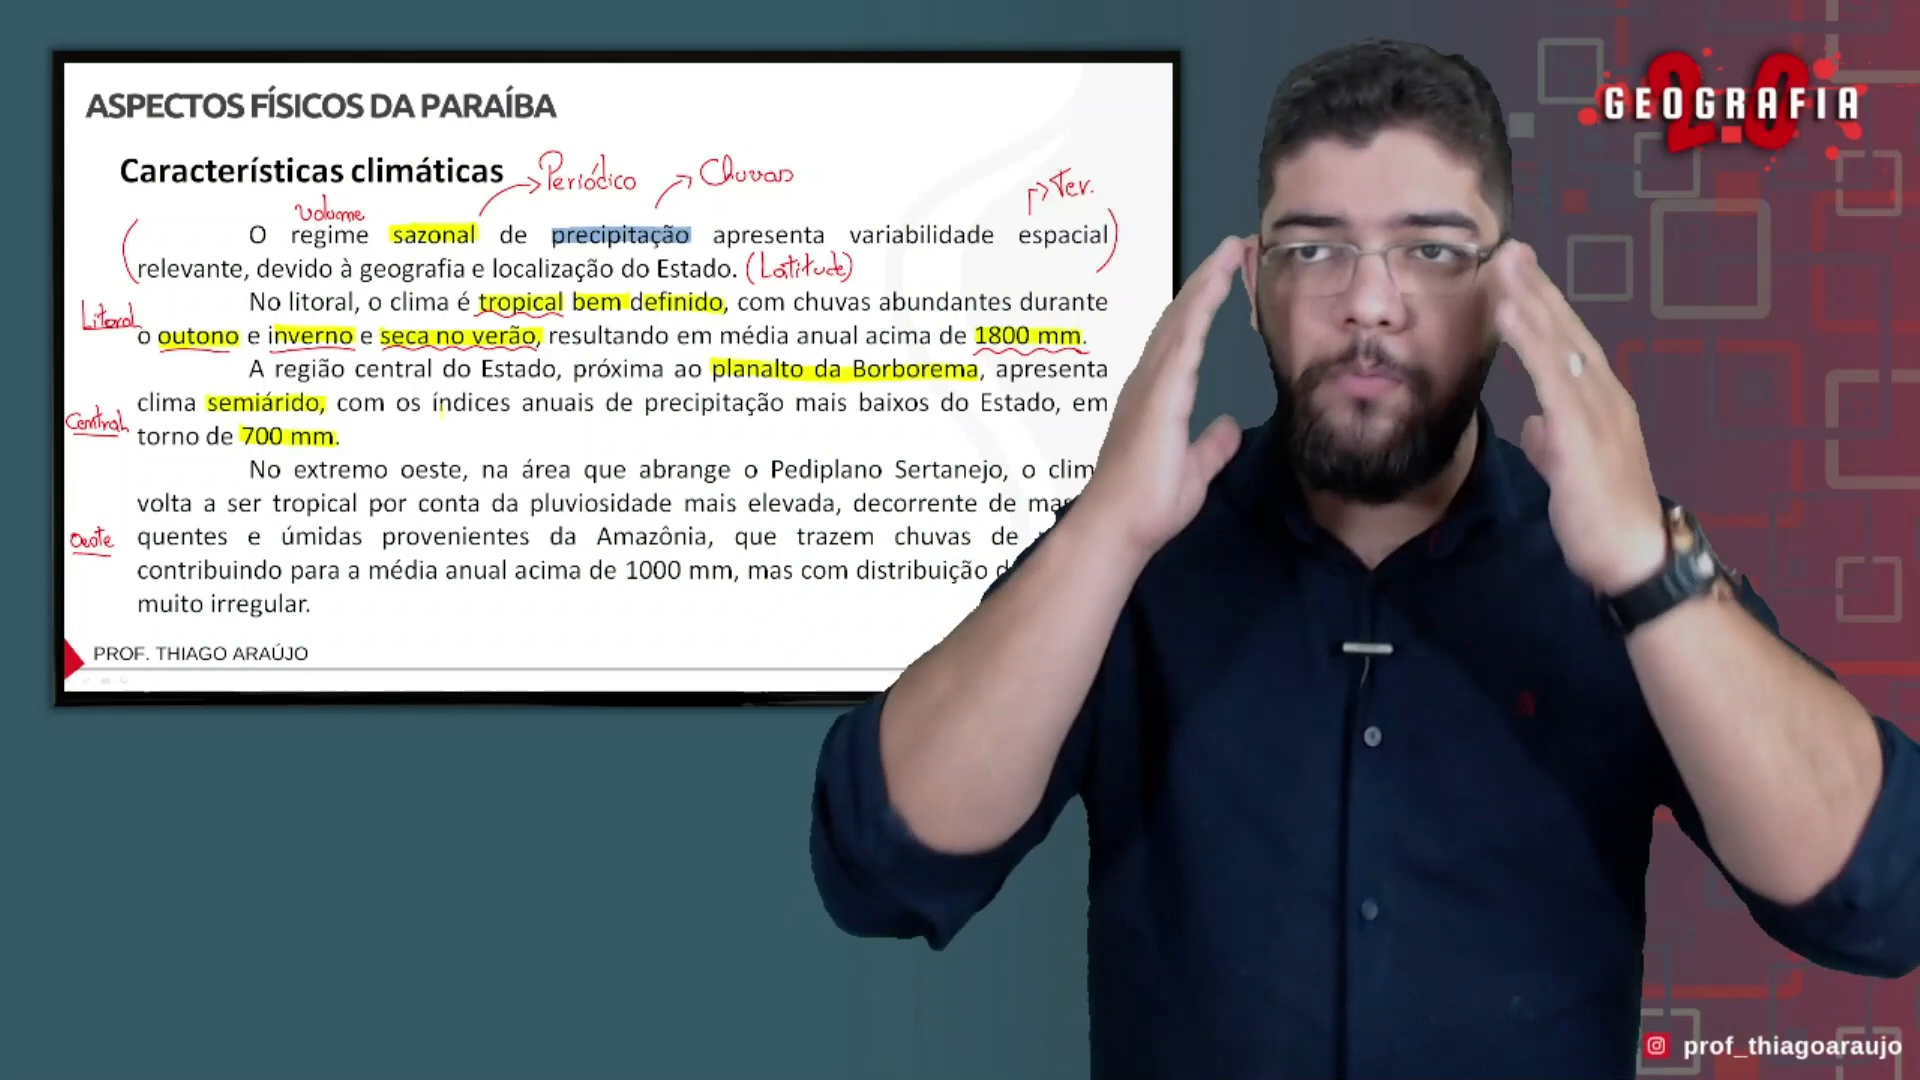 ASPECTOS FÍSICOS DA PARAÍBA
GEOGRAFIA
2.0
Características climáticas
Periódico
Chuvas
Ter.
volume
O regime sazonal de precipitação apresenta variabilidade espacial
relevante, devido à geografia e localização do Estado. (Latitude)
No litoral, o clima é tropical bem definido, com chuvas abundantes durante
Litoral
o outono e inverno e seca no verão, resultando em média anual acima de 1800 mm.
A região central do Estado, próxima ao planalto da Borborema, apresenta
clima semiárido, com os índices anuais de precipitação mais baixos do Estado, em
Central
torno de 700 mm.
No extremo oeste, na área que abrange o Pediplano Sertanejo, o clim
volta a ser tropical por conta da pluviosidade mais elevada, decorrente de
Oeste
quentes e úmidas provenientes da Amazônia, que trazem chuvas de
contribuindo para a média anual acima de 1000 mm, mas com distribuição
muito irregular.
PROF. THIAGO ARAÚJO
prof_thiagoaraujo